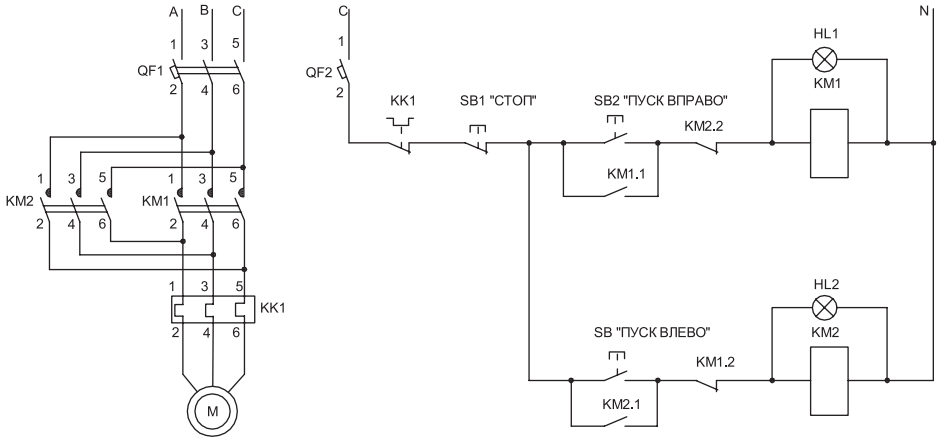 A B C
1 3 5
QF1
2 4 6
1 3 5 1 3 5
KM2 KM1
2 4 6 2 4 6
1 3 5
KK1
2 4 6
M
C N
1
QF2
2
KK1 SB1 "СТОП" SB2 "ПУСК ВПРАВО" KM2.2
HL1
KM1
KM1.1
HL2
SB "ПУСК ВЛЕВО" KM1.2 KM2
KM2.1